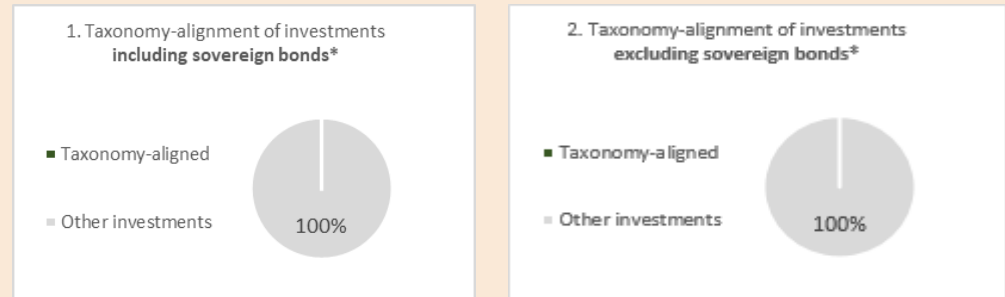 1. Taxonomy-alignment of investments
including sovereign bonds*
Taxonomy-aligned
Other investments
100%
2. Taxonomy-alignment of investments
excluding sovereign bonds*
Taxonomy-aligned
Other investments
100%